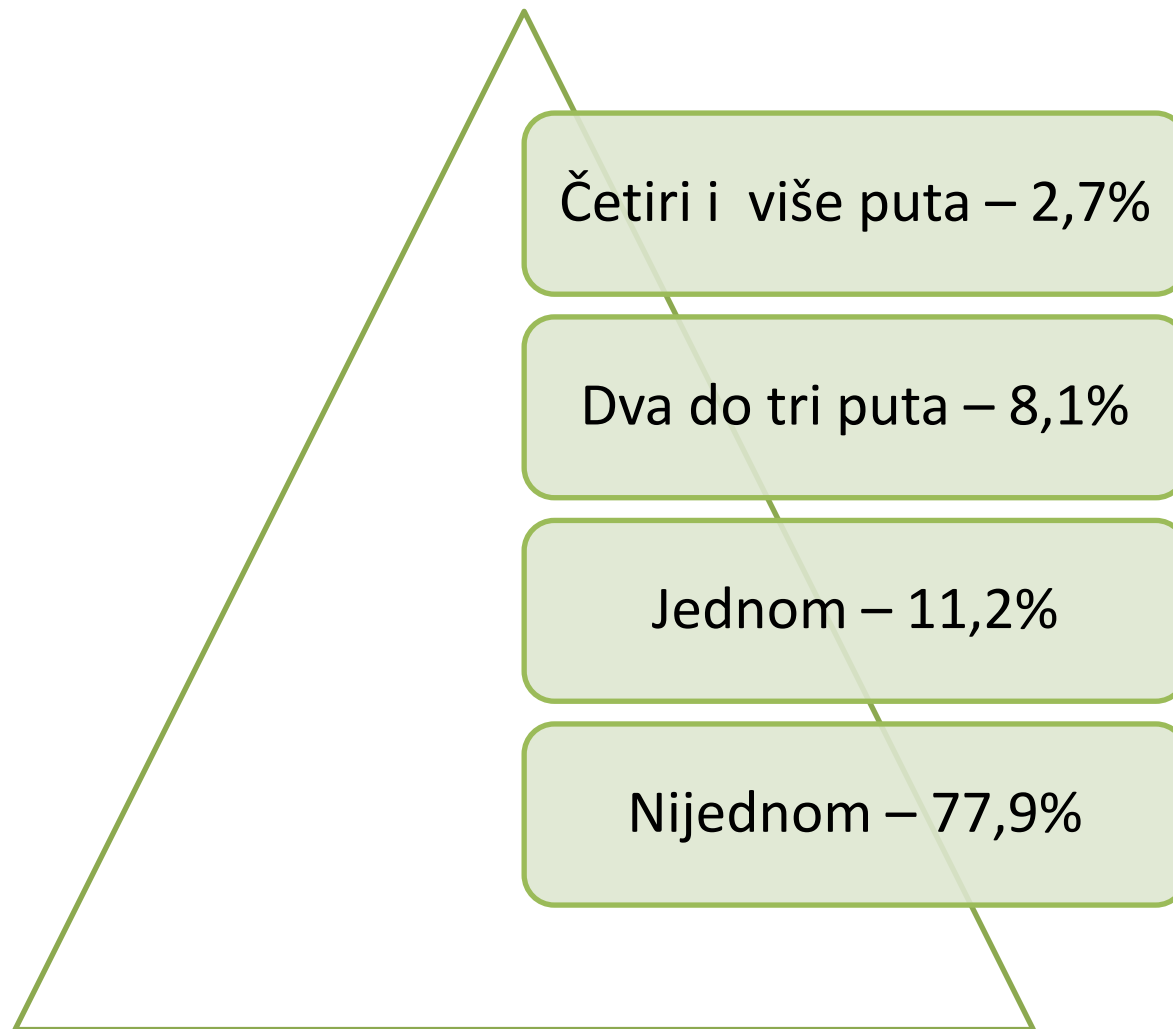 Četiri i  više puta – 2,7%
Dva do tri puta – 8,1%
Jednom – 11,2%
Nijednom – 77,9%